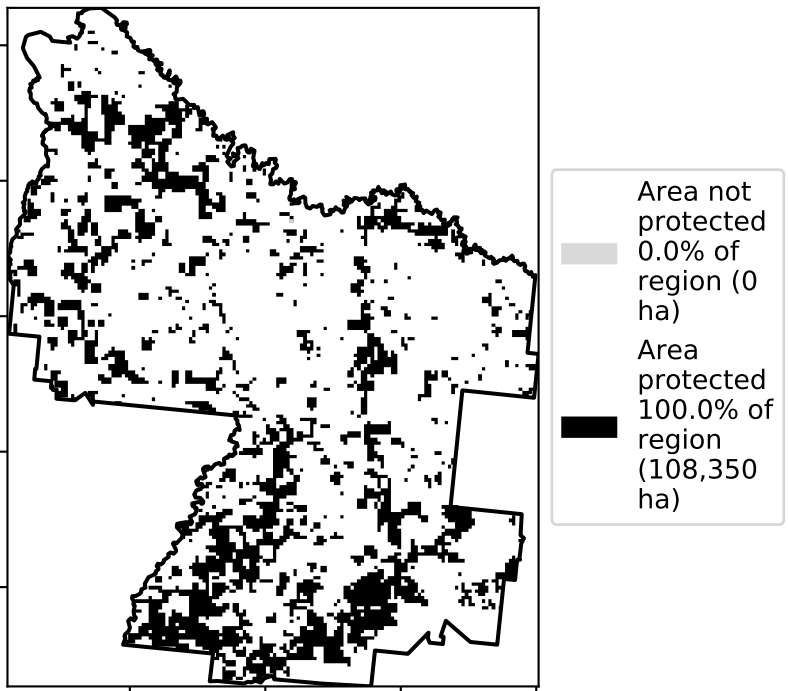 Area not
protected
0.0% of
region (0
ha)
Area
protected
100.0% of
region
(108,350
ha)